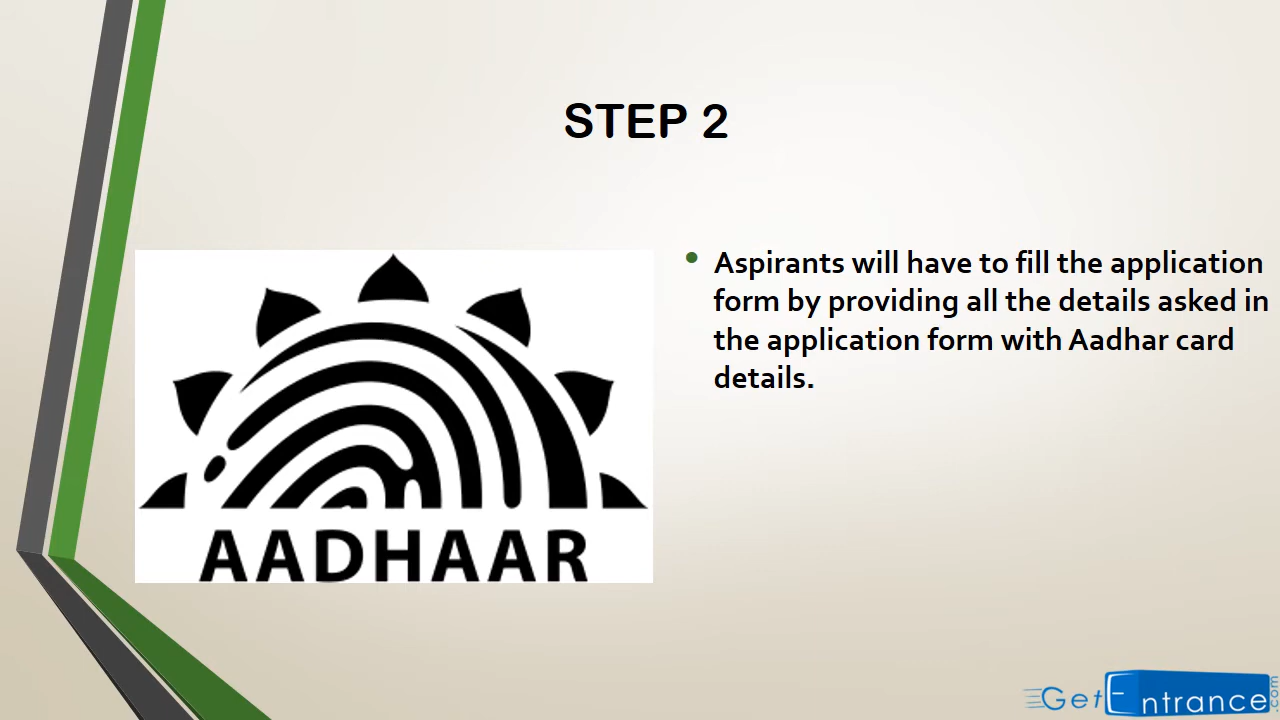 STEP 2
Aspirants will have to fill the application
form by providing all the details asked in
the application form with Aadhar card
details.
AADHAAR
GetEntrance.com